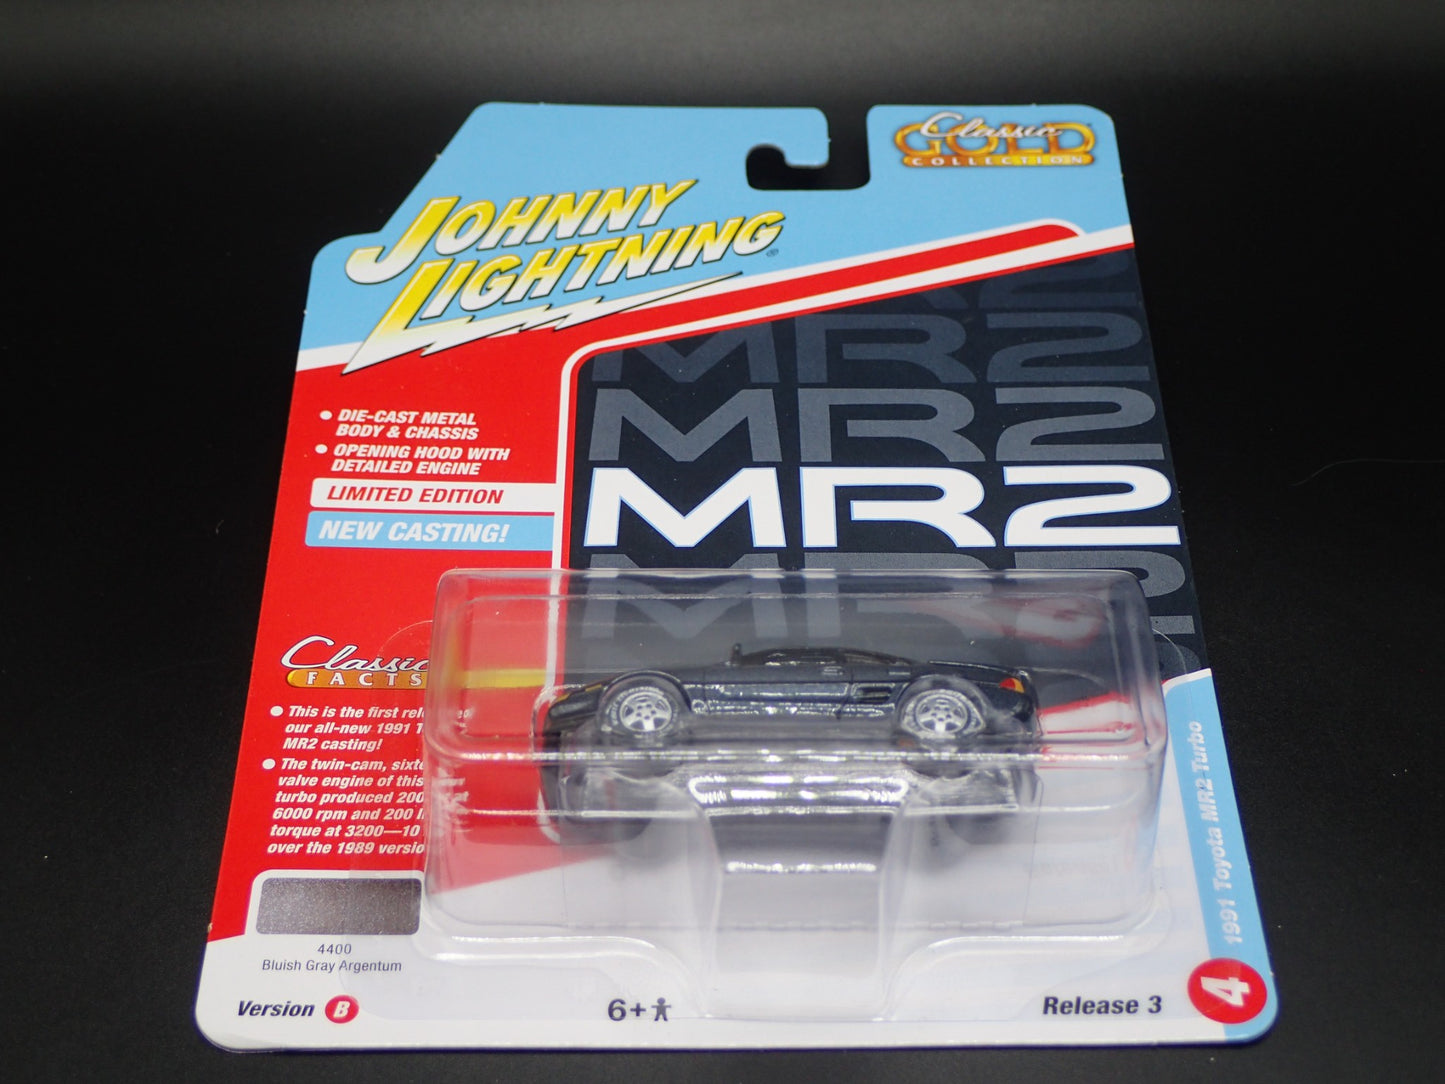 Classic
GOLD
COLLECTION
JOHNNY
LIGHTNING®
DIE-CAST METAL
BODY & CHASSIS
OPENING HOOD WITH
DETAILED ENGINE
LIMITED EDITION
NEW CASTING!
MR2
MR2
MR2
MR2
MR2
Classic
FACTS
This is the first
our all-new 1991
MR2 casting!
The twin-cam,
valve engine of this
turbo produced 200 at
6000 rpm and 200
torque at 3200—10
over the 1989
4400
Bluish Gray Argentum
Version B
6+
Release 3
4
1991 Toyota MR2 Turbo